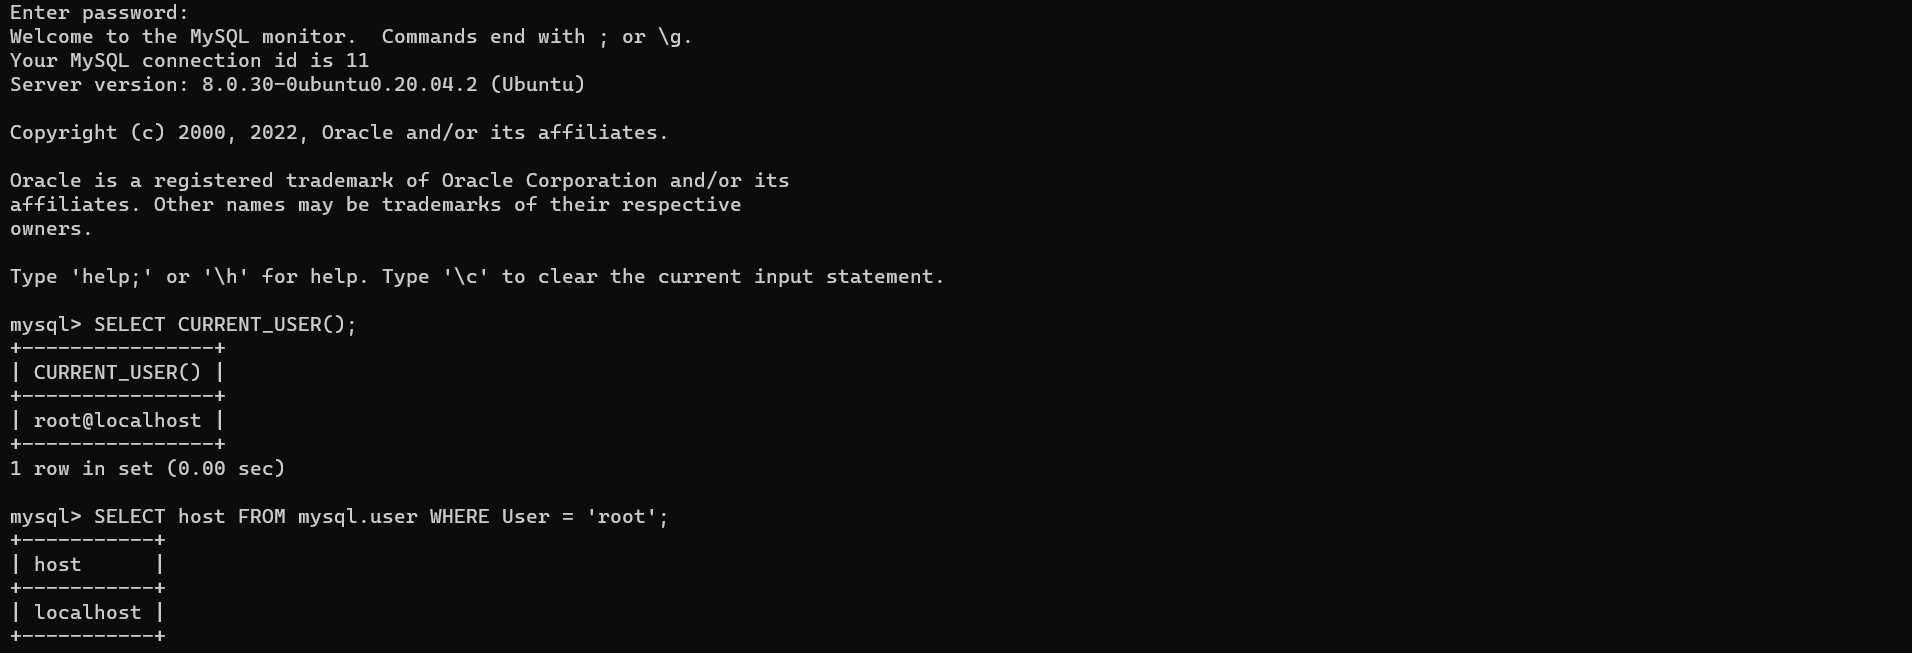 Enter password:
Welcome to the MySQL monitor.  Commands end with ; or \g.
Your MySQL connection id is 11
Server version: 8.0.30-0ubuntu0.20.04.2 (Ubuntu)

Copyright (c) 2000, 2022, Oracle and/or its affiliates.

Oracle is a registered trademark of Oracle Corporation and/or its
affiliates. Other names may be trademarks of their respective
owners.

Type 'help;' or '\h' for help. Type '\c' to clear the current input statement.

mysql> SELECT CURRENT_USER();
+----------------+
| CURRENT_USER() |
+----------------+
| root@localhost |
+----------------+
1 row in set (0.00 sec)

mysql> SELECT host FROM mysql.user WHERE User = 'root';
+-----------+
| host      |
+-----------+
| localhost |
+-----------+